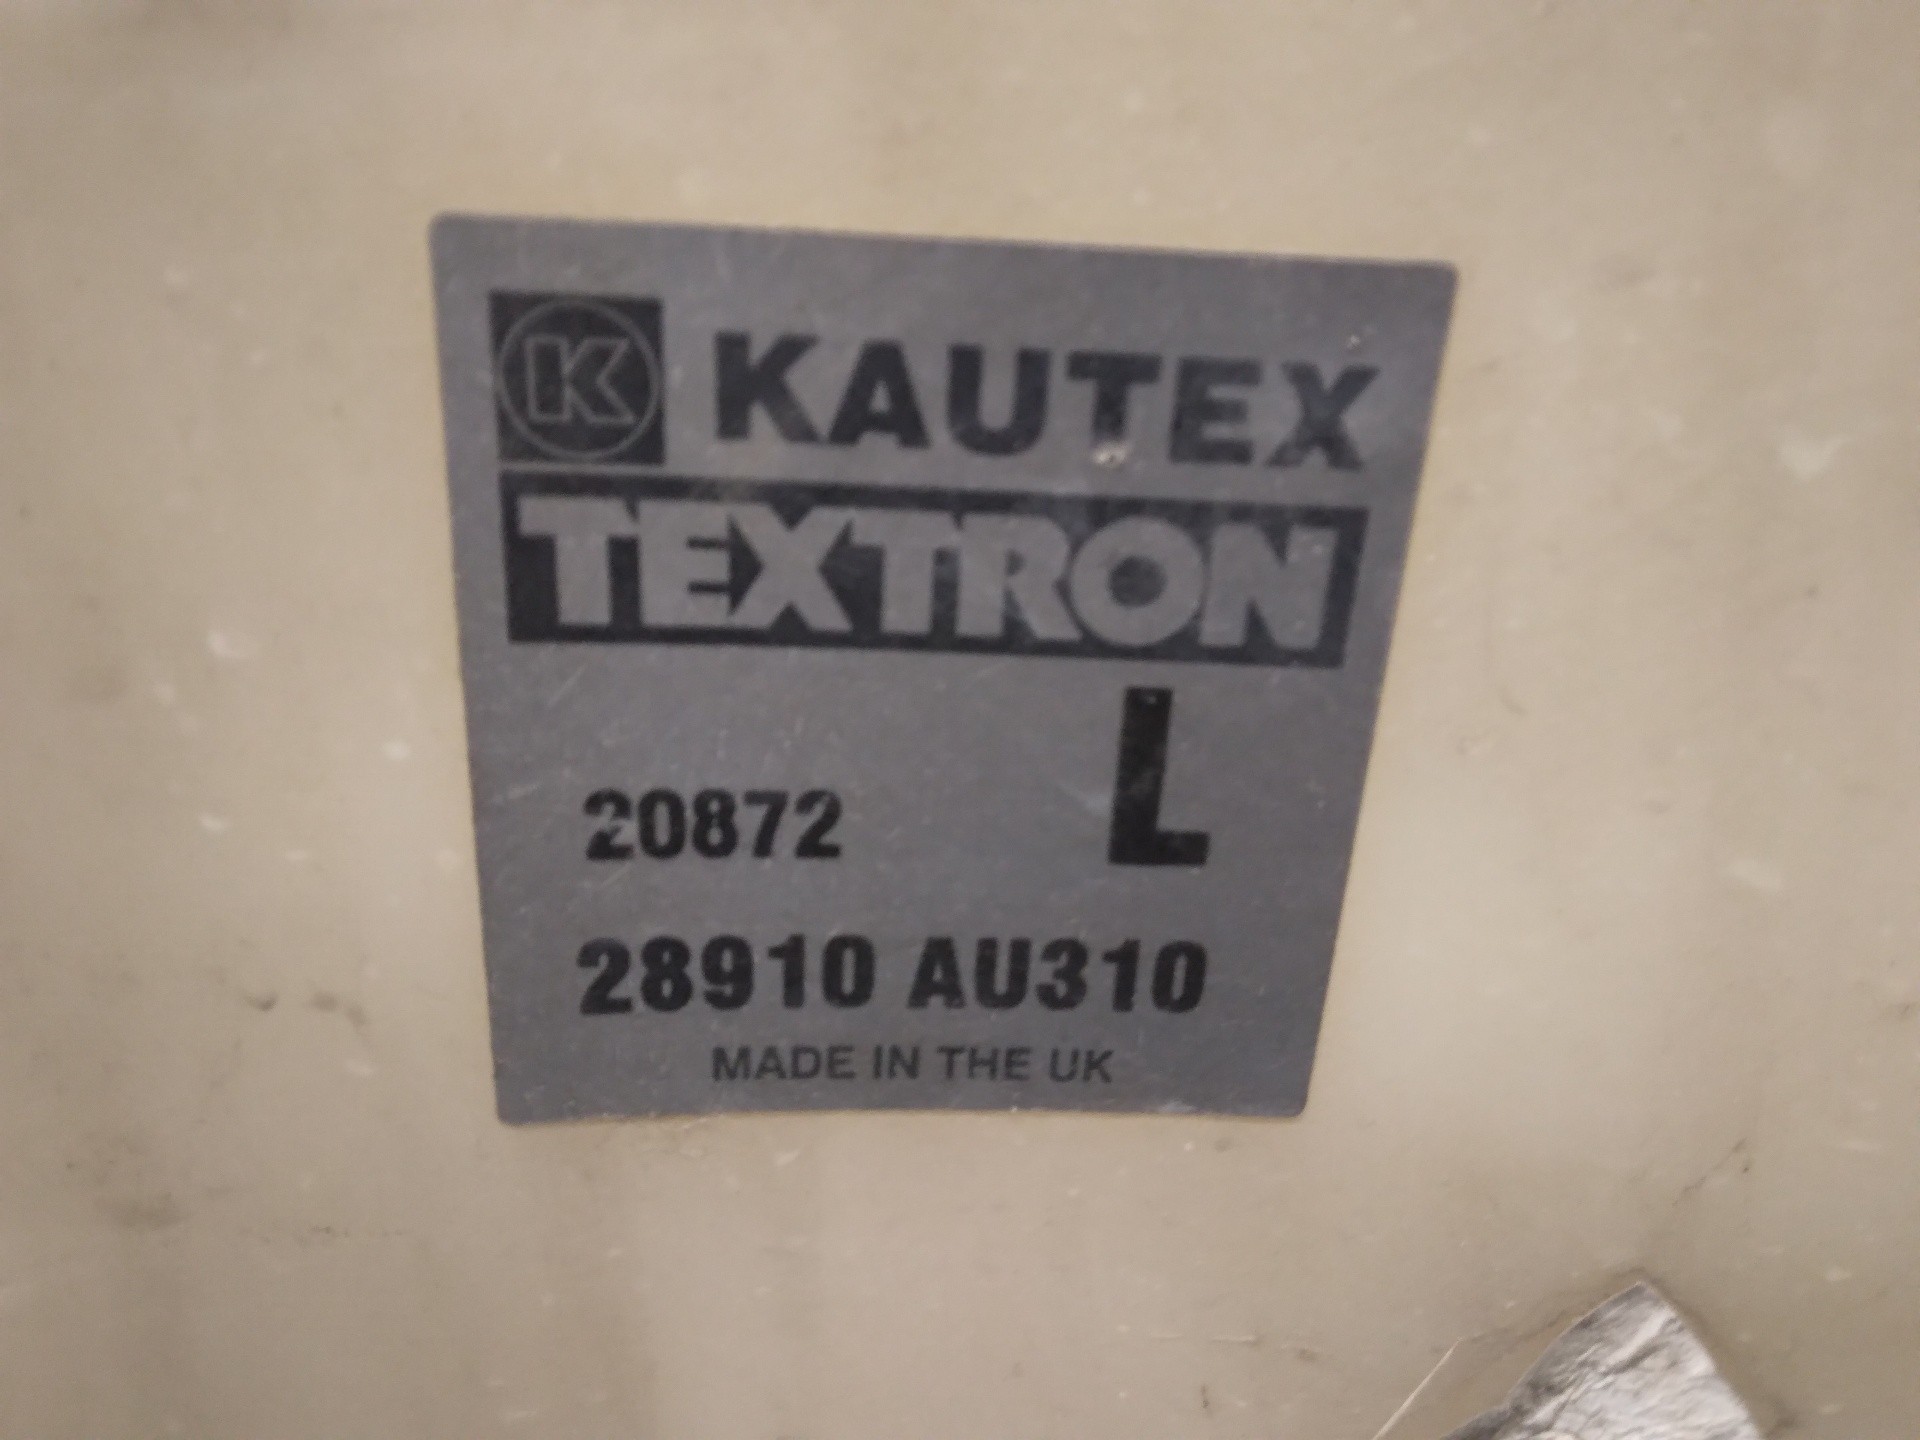 K KAUTEX
TEXTRON
20872 L
28910 AU310
MADE IN THE UK